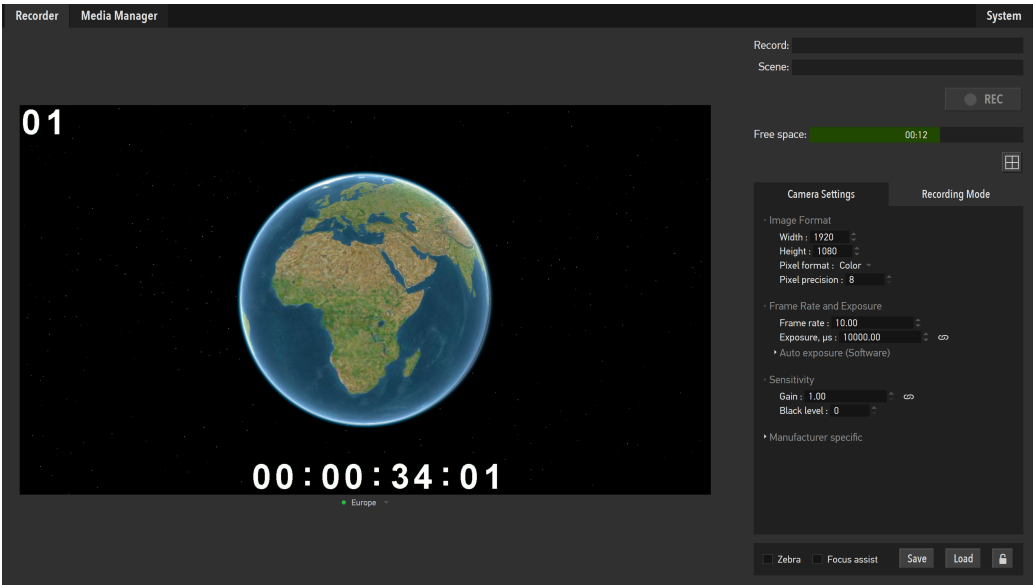 Recorder Media Manager System
Record:
Scene:
REC
01
Free space: 00:12
Camera Settings Recording Mode
Image Format
Width : 1920
Height : 1080
Pixel format : Color
Pixel precision : 8
Frame Rate and Exposure
Frame rate : 10.00
Exposure, µs : 10000.00
Auto exposure (Software)
Sensitivity
Gain : 1.00
Black level : 0
Manufacturer specific
00:00:34:01
Europe
Zebra Focus assist Save Load